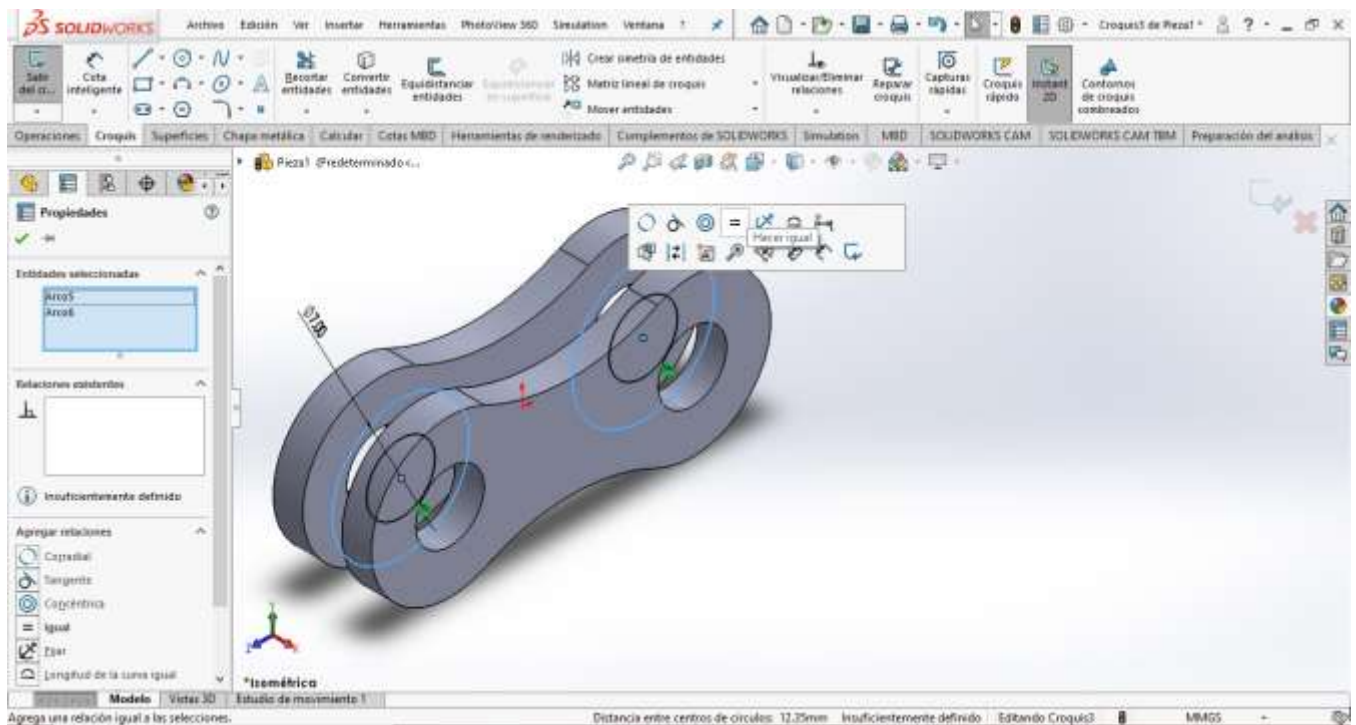 SOLIDWORKS
Archivo Edición Ver Insertar Herramientas PhotoView 360 Simulation Ventana ?
Croquis3 de Pieza1 *
Cota inteligente
Recortar entidades
Convertir entidades
Equidistanciar entidades
Crear simetría de entidades
Matriz lineal de croquis
Mover entidades
Visualizar/Eliminar relaciones
Reparar croquis
Capturas rápidas
Croquis rápido
Instant 2D
Contornos de croquis sombreados
Operaciones Croquis Superficies Chapa metálica Calcular Cotas MBD Herramientas de renderizado Complementos de SOLIDWORKS Simulation MBD SOLIDWORKS CAM SOLIDWORKS CAM TBM Preparación del análisis
Pieza1 (Predeterminado<...
Propiedades
Hacer igual
Entidades seleccionadas
Arco5
Arco6
Ø7.00
Relaciones existentes
Insuficientemente definido
Agregar relaciones
Corradial
Tangente
Concéntrica
Igual
Fijar
Longitud de la curva igual
*Isométrica
Modelo Vistas 3D Estudio de movimiento 1
Agrega una relación igual a las selecciones.
Distancia entre centros de círculos: 12.25mm Insuficientemente definido Editando Croquis3 MMGS